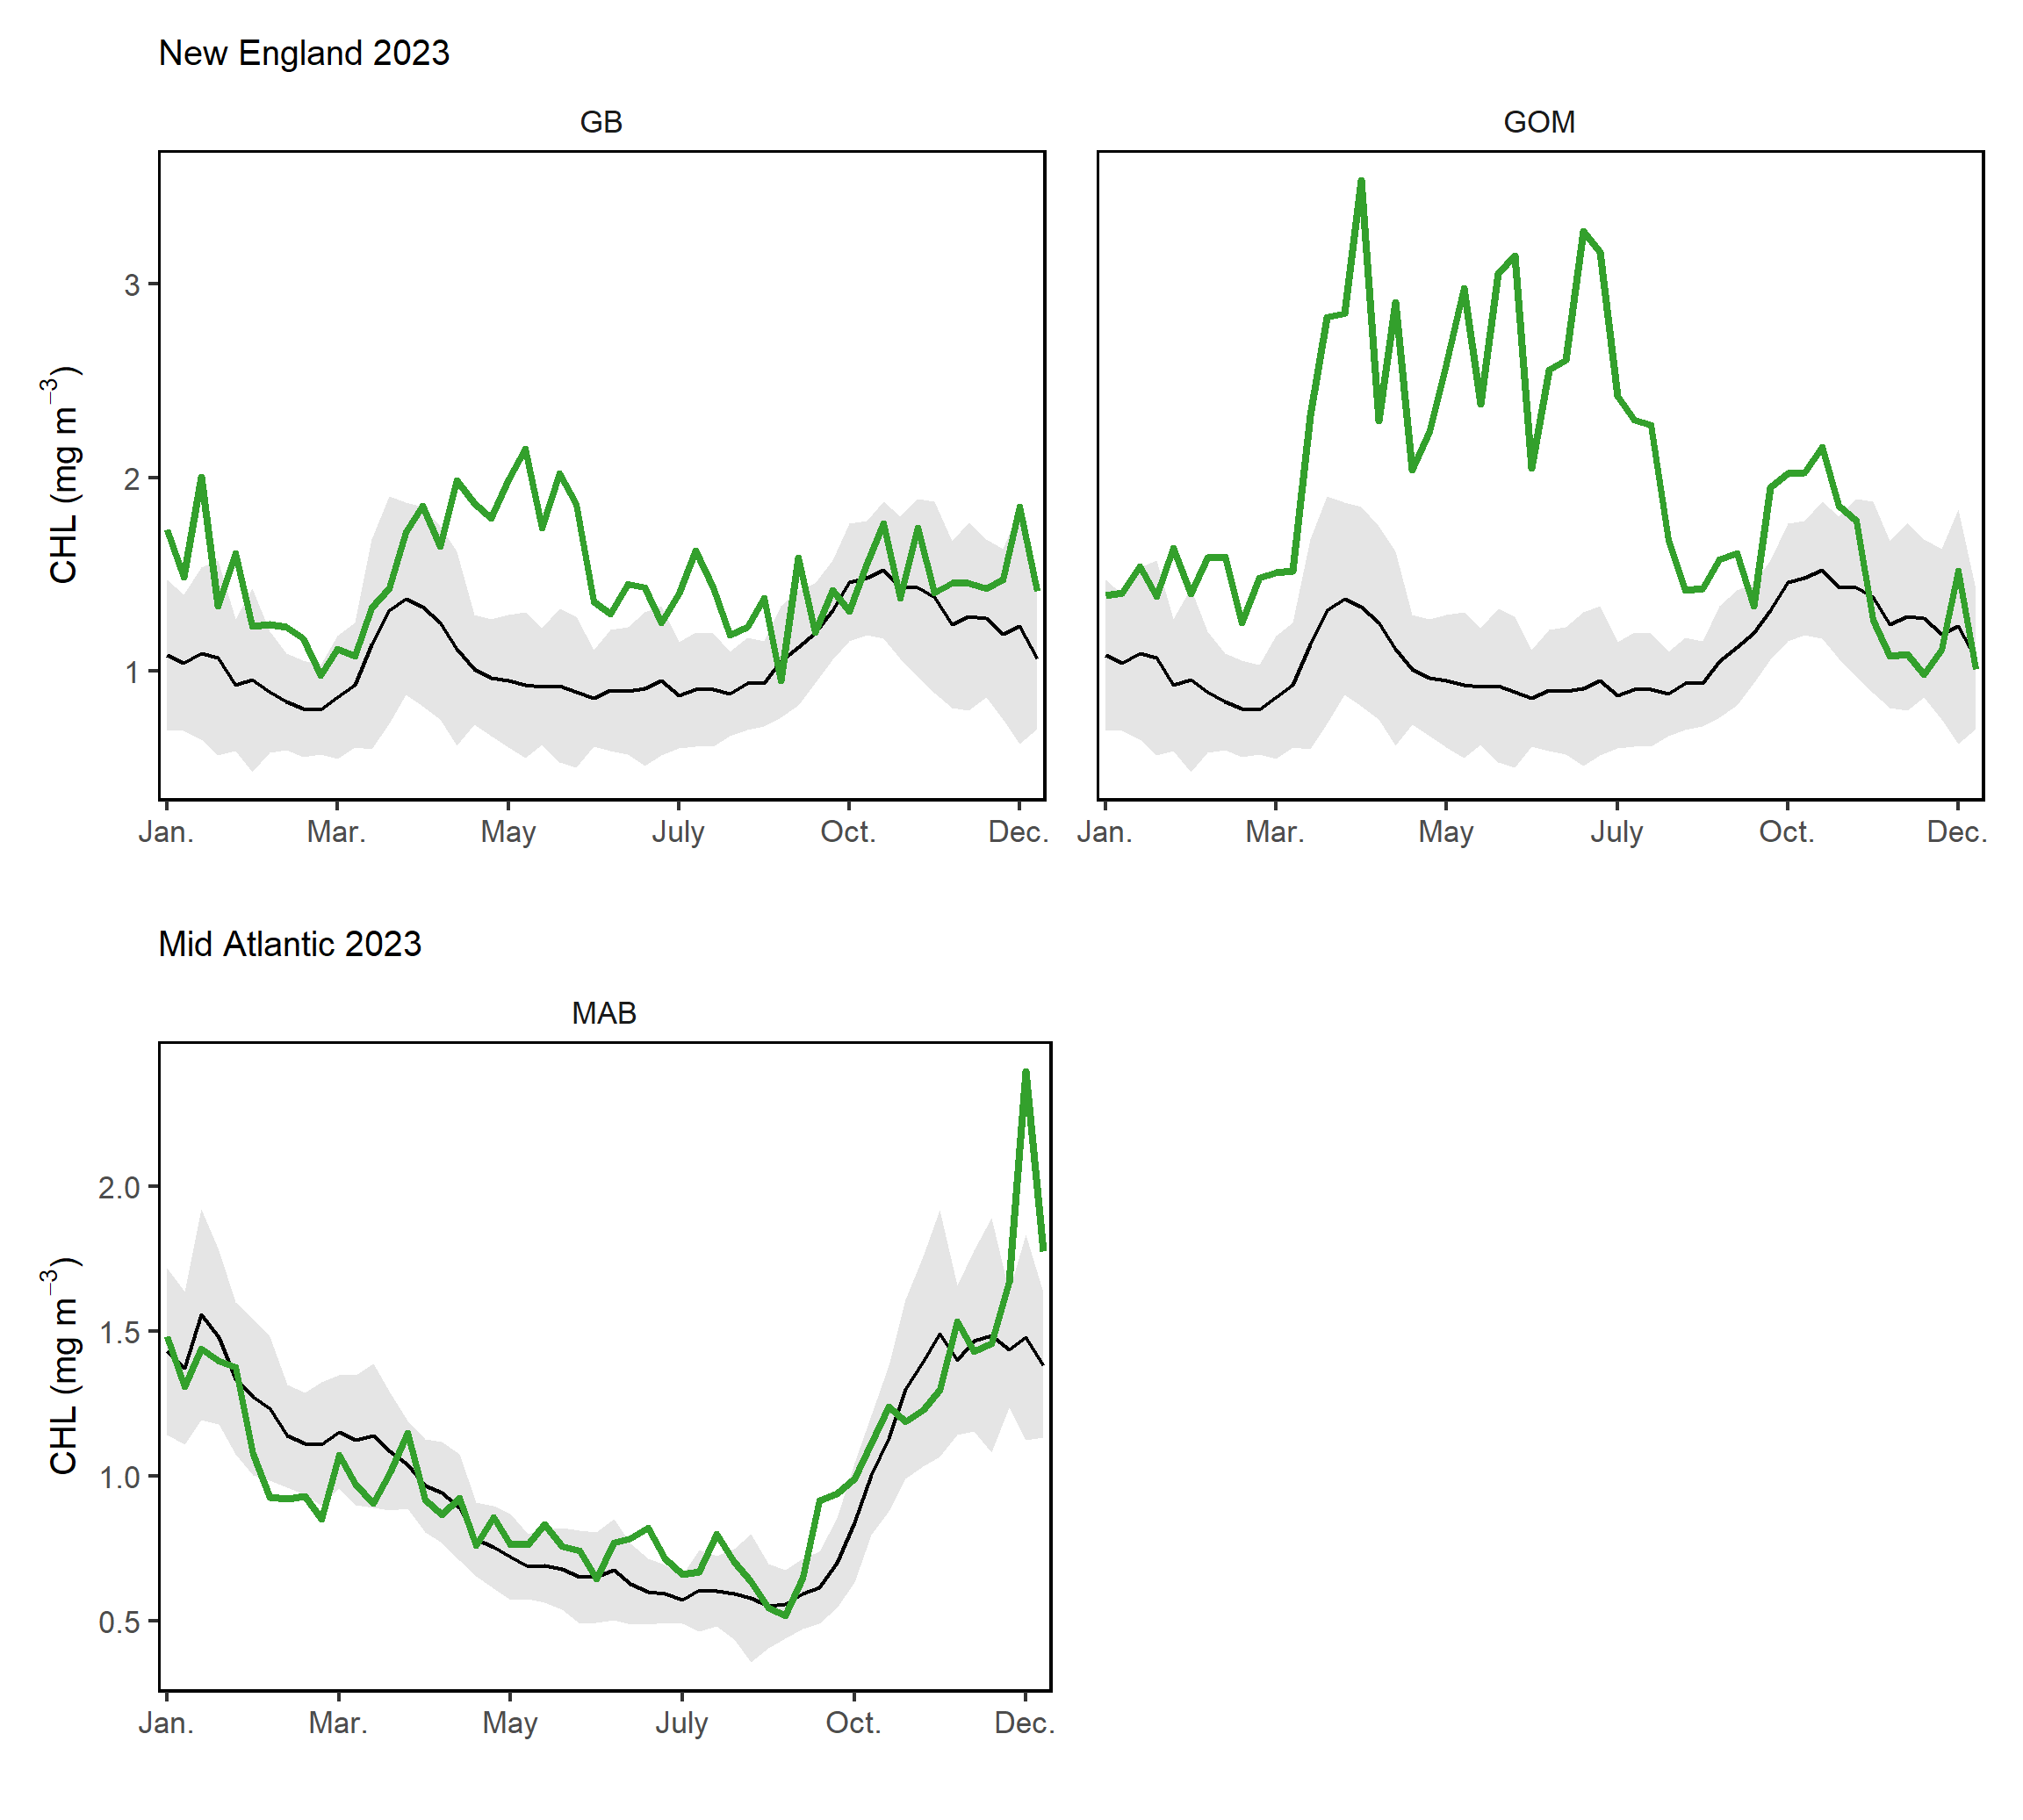 New England 2023
GB
GOM
CHL (mg m⁻³)
3
2
1
Jan. Mar. May July Oct. Dec.
Jan. Mar. May July Oct. Dec.
Mid Atlantic 2023
MAB
CHL (mg m⁻³)
2.0
1.5
1.0
0.5
Jan. Mar. May July Oct. Dec.